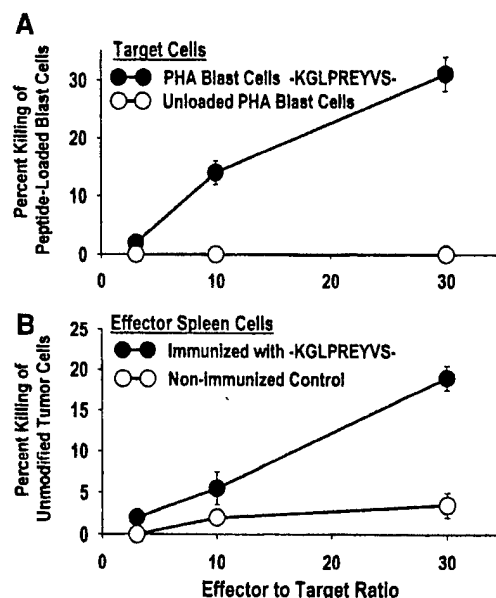 A
Target Cells
PHA Blast Cells -KGLPREYVS-
Unloaded PHA Blast Cells
Percent Killing of
Peptide-Loaded Blast Cells
30
20
10
0
0 10 20 30
B
Effector Spleen Cells
Immunized with -KGLPREYVS-
Non-immunized Control
Percent Killing of
Unmodified Tumor Cells
25
20
15
10
5
0
0 10 20 30
Effector to Target Ratio